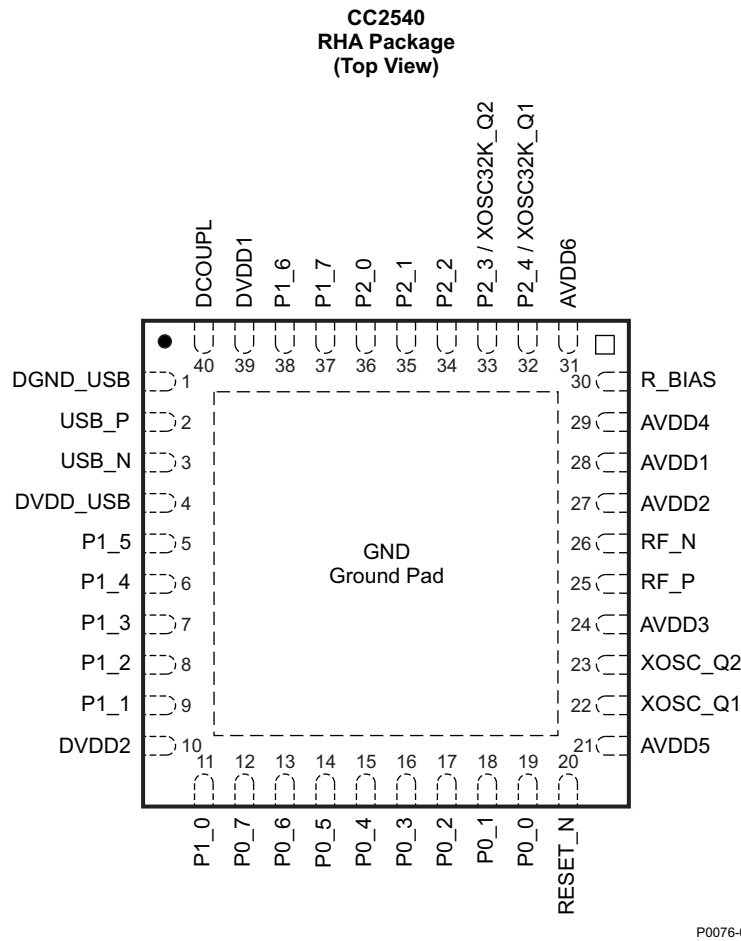 CC2540
RHA Package
(Top View)
DCOUPL
DVDD1
P1_6
P1_7
P2_0
P2_1
P2_2
P2_3 / XOSC32K_Q2
P2_4 / XOSC32K_Q1
AVDD6
40 39 38 37 36 35 34 33 32 31
DGND_USB 1
USB_P 2
USB_N 3
DVDD_USB 4
P1_5 5
P1_4 6
P1_3 7
P1_2 8
P1_1 9
DVDD2 10
GND
Ground Pad
30 R_BIAS
29 AVDD4
28 AVDD1
27 AVDD2
26 RF_N
25 RF_P
24 AVDD3
23 XOSC_Q2
22 XOSC_Q1
21 AVDD5
11 12 13 14 15 16 17 18 19 20
P1_0
P0_7
P0_6
P0_5
P0_4
P0_3
P0_2
P0_1
P0_0
RESET_N